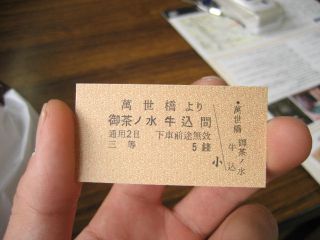 萬世橋より
御茶ノ水牛込間
通用2日 下車前途無效
三等 5錢
小
・萬世橋
御茶ノ水
牛込